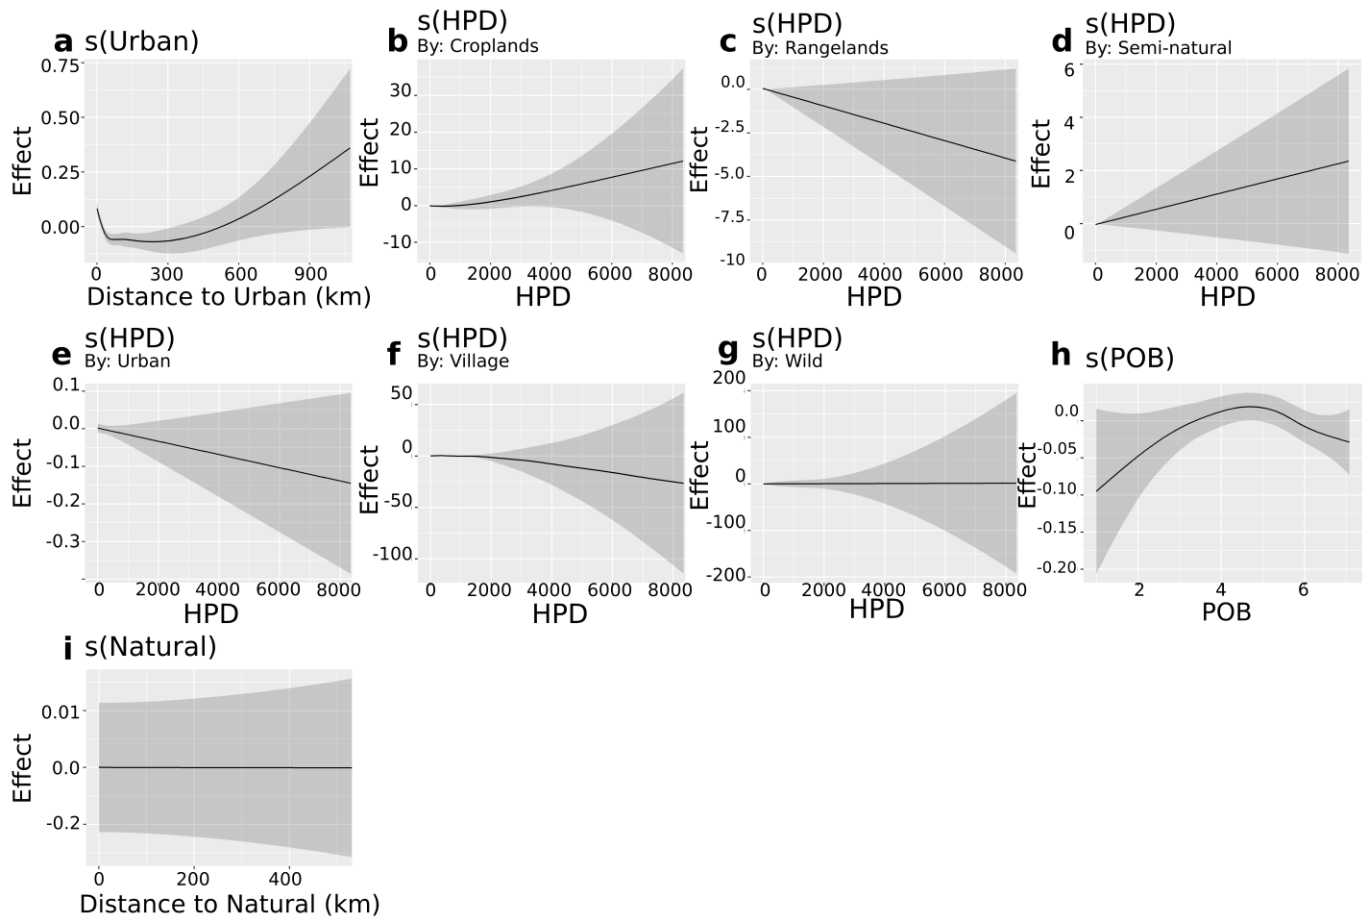 a s(Urban)
0.75
0.50
0.25
0.00
Effect
0 300 600 900
Distance to Urban (km)
b s(HPD)
By: Croplands
30
20
10
0
-10
Effect
0 2000 4000 6000 8000
HPD
c s(HPD)
By: Rangelands
0.0
-2.5
-5.0
-7.5
-10
Effect
0 2000 4000 6000 8000
HPD
d s(HPD)
By: Semi-natural
6
4
2
0
Effect
0 2000 4000 6000 8000
HPD
e s(HPD)
By: Urban
0.1
0.0
-0.1
-0.2
-0.3
Effect
0 2000 4000 6000 8000
HPD
f s(HPD)
By: Village
50
0
-50
-100
Effect
0 2000 4000 6000 8000
HPD
g s(HPD)
By: Wild
200
100
0
-100
-200
Effect
0 2000 4000 6000 8000
HPD
h s(POB)
0.0
-0.05
-0.10
-0.15
-0.20
Effect
2 4 6
POB
i s(Natural)
0.01
0.0
-0.2
Effect
0 200 400
Distance to Natural (km)